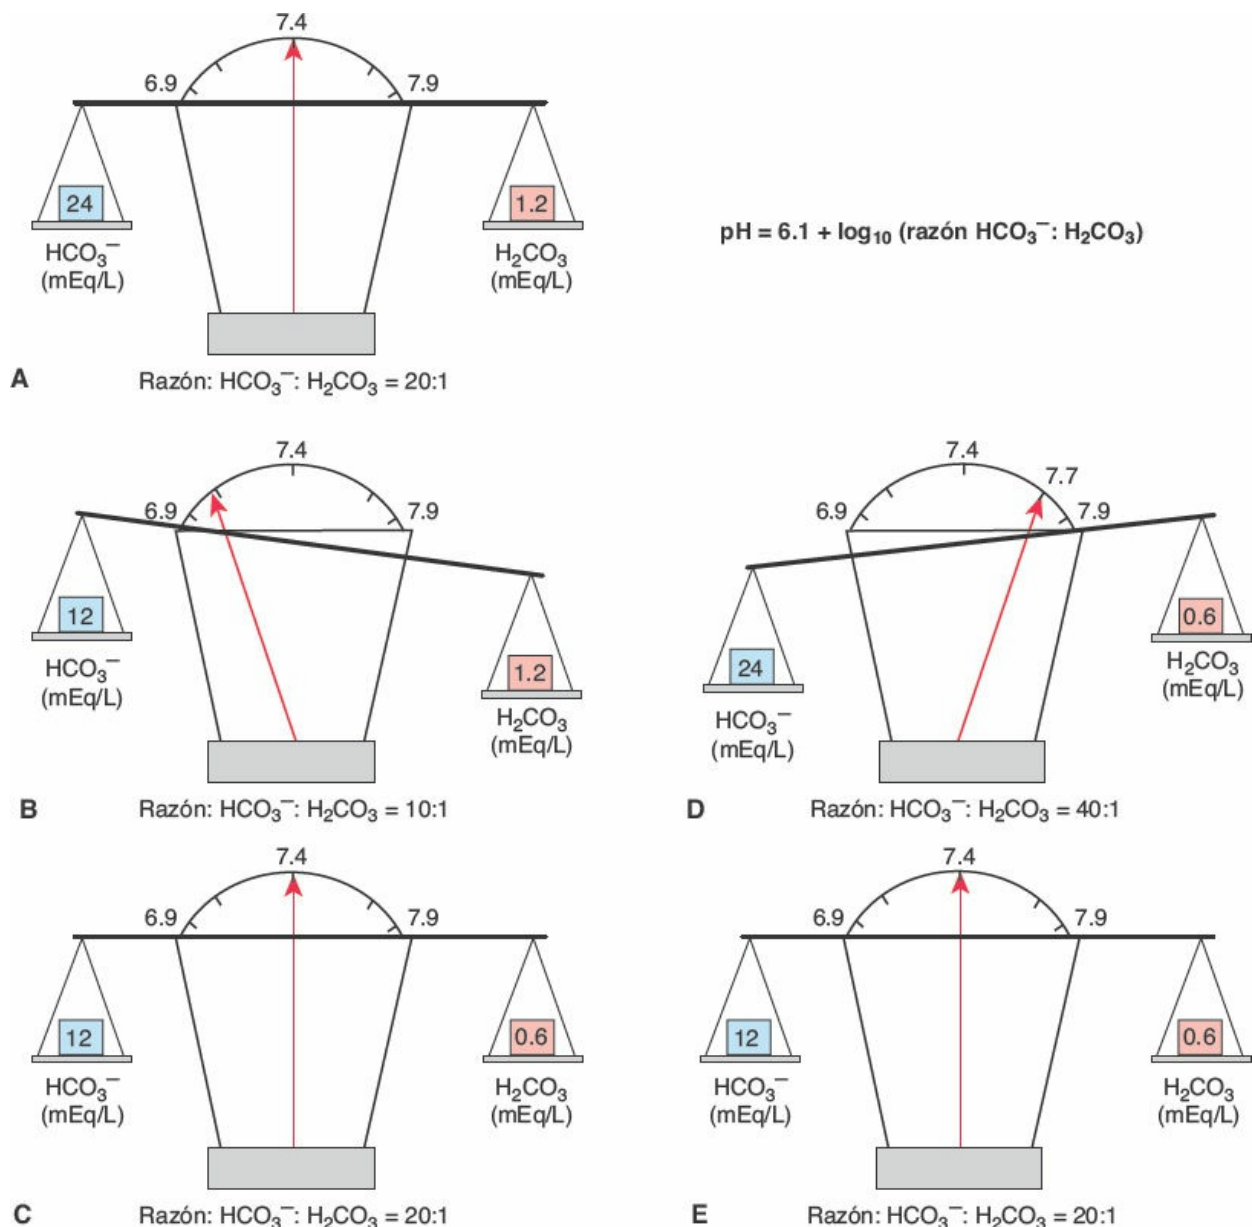 7.4
6.9 7.9
24 1.2
HCO₃⁻ H₂CO₃
(mEq/L) (mEq/L)
A Razón: HCO₃⁻: H₂CO₃ = 20:1
pH = 6.1 + log₁₀ (razón HCO₃⁻: H₂CO₃)
7.4
6.9 7.9
12
HCO₃⁻
(mEq/L)
1.2
H₂CO₃
(mEq/L)
B Razón: HCO₃⁻: H₂CO₃ = 10:1
7.4
7.7
6.9 7.9
0.6
H₂CO₃
(mEq/L)
24
HCO₃⁻
(mEq/L)
D Razón: HCO₃⁻: H₂CO₃ = 40:1
7.4
6.9 7.9
12 0.6
HCO₃⁻ H₂CO₃
(mEq/L) (mEq/L)
C Razón: HCO₃⁻: H₂CO₃ = 20:1
7.4
6.9 7.9
12 0.6
HCO₃⁻ H₂CO₃
(mEq/L) (mEq/L)
E Razón: HCO₃⁻: H₂CO₃ = 20:1